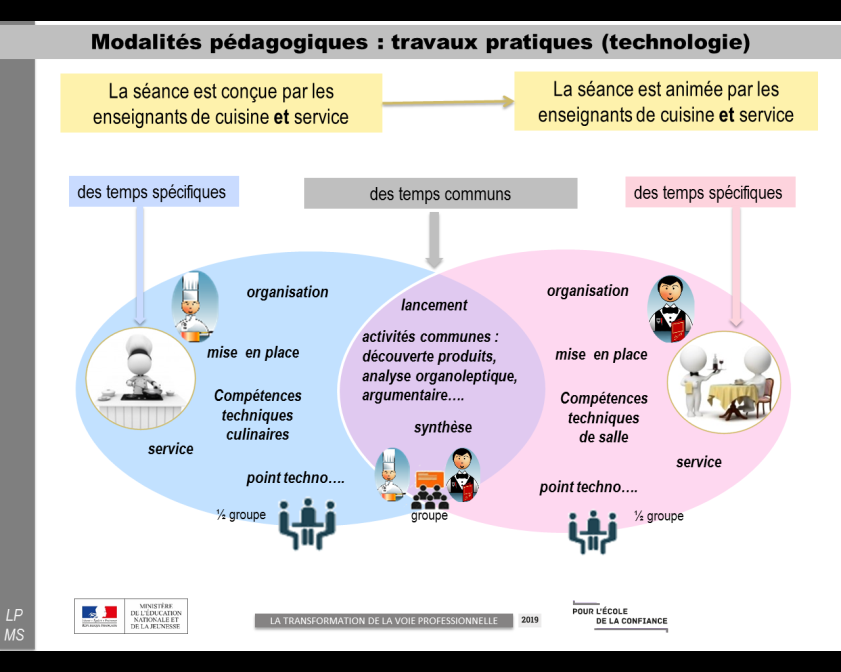 Modalités pédagogiques : travaux pratiques (technologie)
La séance est conçue par les
enseignants de cuisine et service
La séance est animée par les
enseignants de cuisine et service
des temps spécifiques
des temps communs
des temps spécifiques
organisation
mise en place
Compétences
techniques
culinaires
service
point techno....
½ groupe
lancement
activités communes :
découverte produits,
analyse organoleptique,
argumentaire....
synthèse
groupe
organisation
mise en place
Compétences
techniques
de salle
service
point techno....
½ groupe
LP
MS
MINISTÈRE
DE L'ÉDUCATION
NATIONALE ET
DE LA JEUNESSE
LA TRANSFORMATION DE LA VOIE PROFESSIONNELLE
2019
POUR L'ÉCOLE
DE LA CONFIANCE